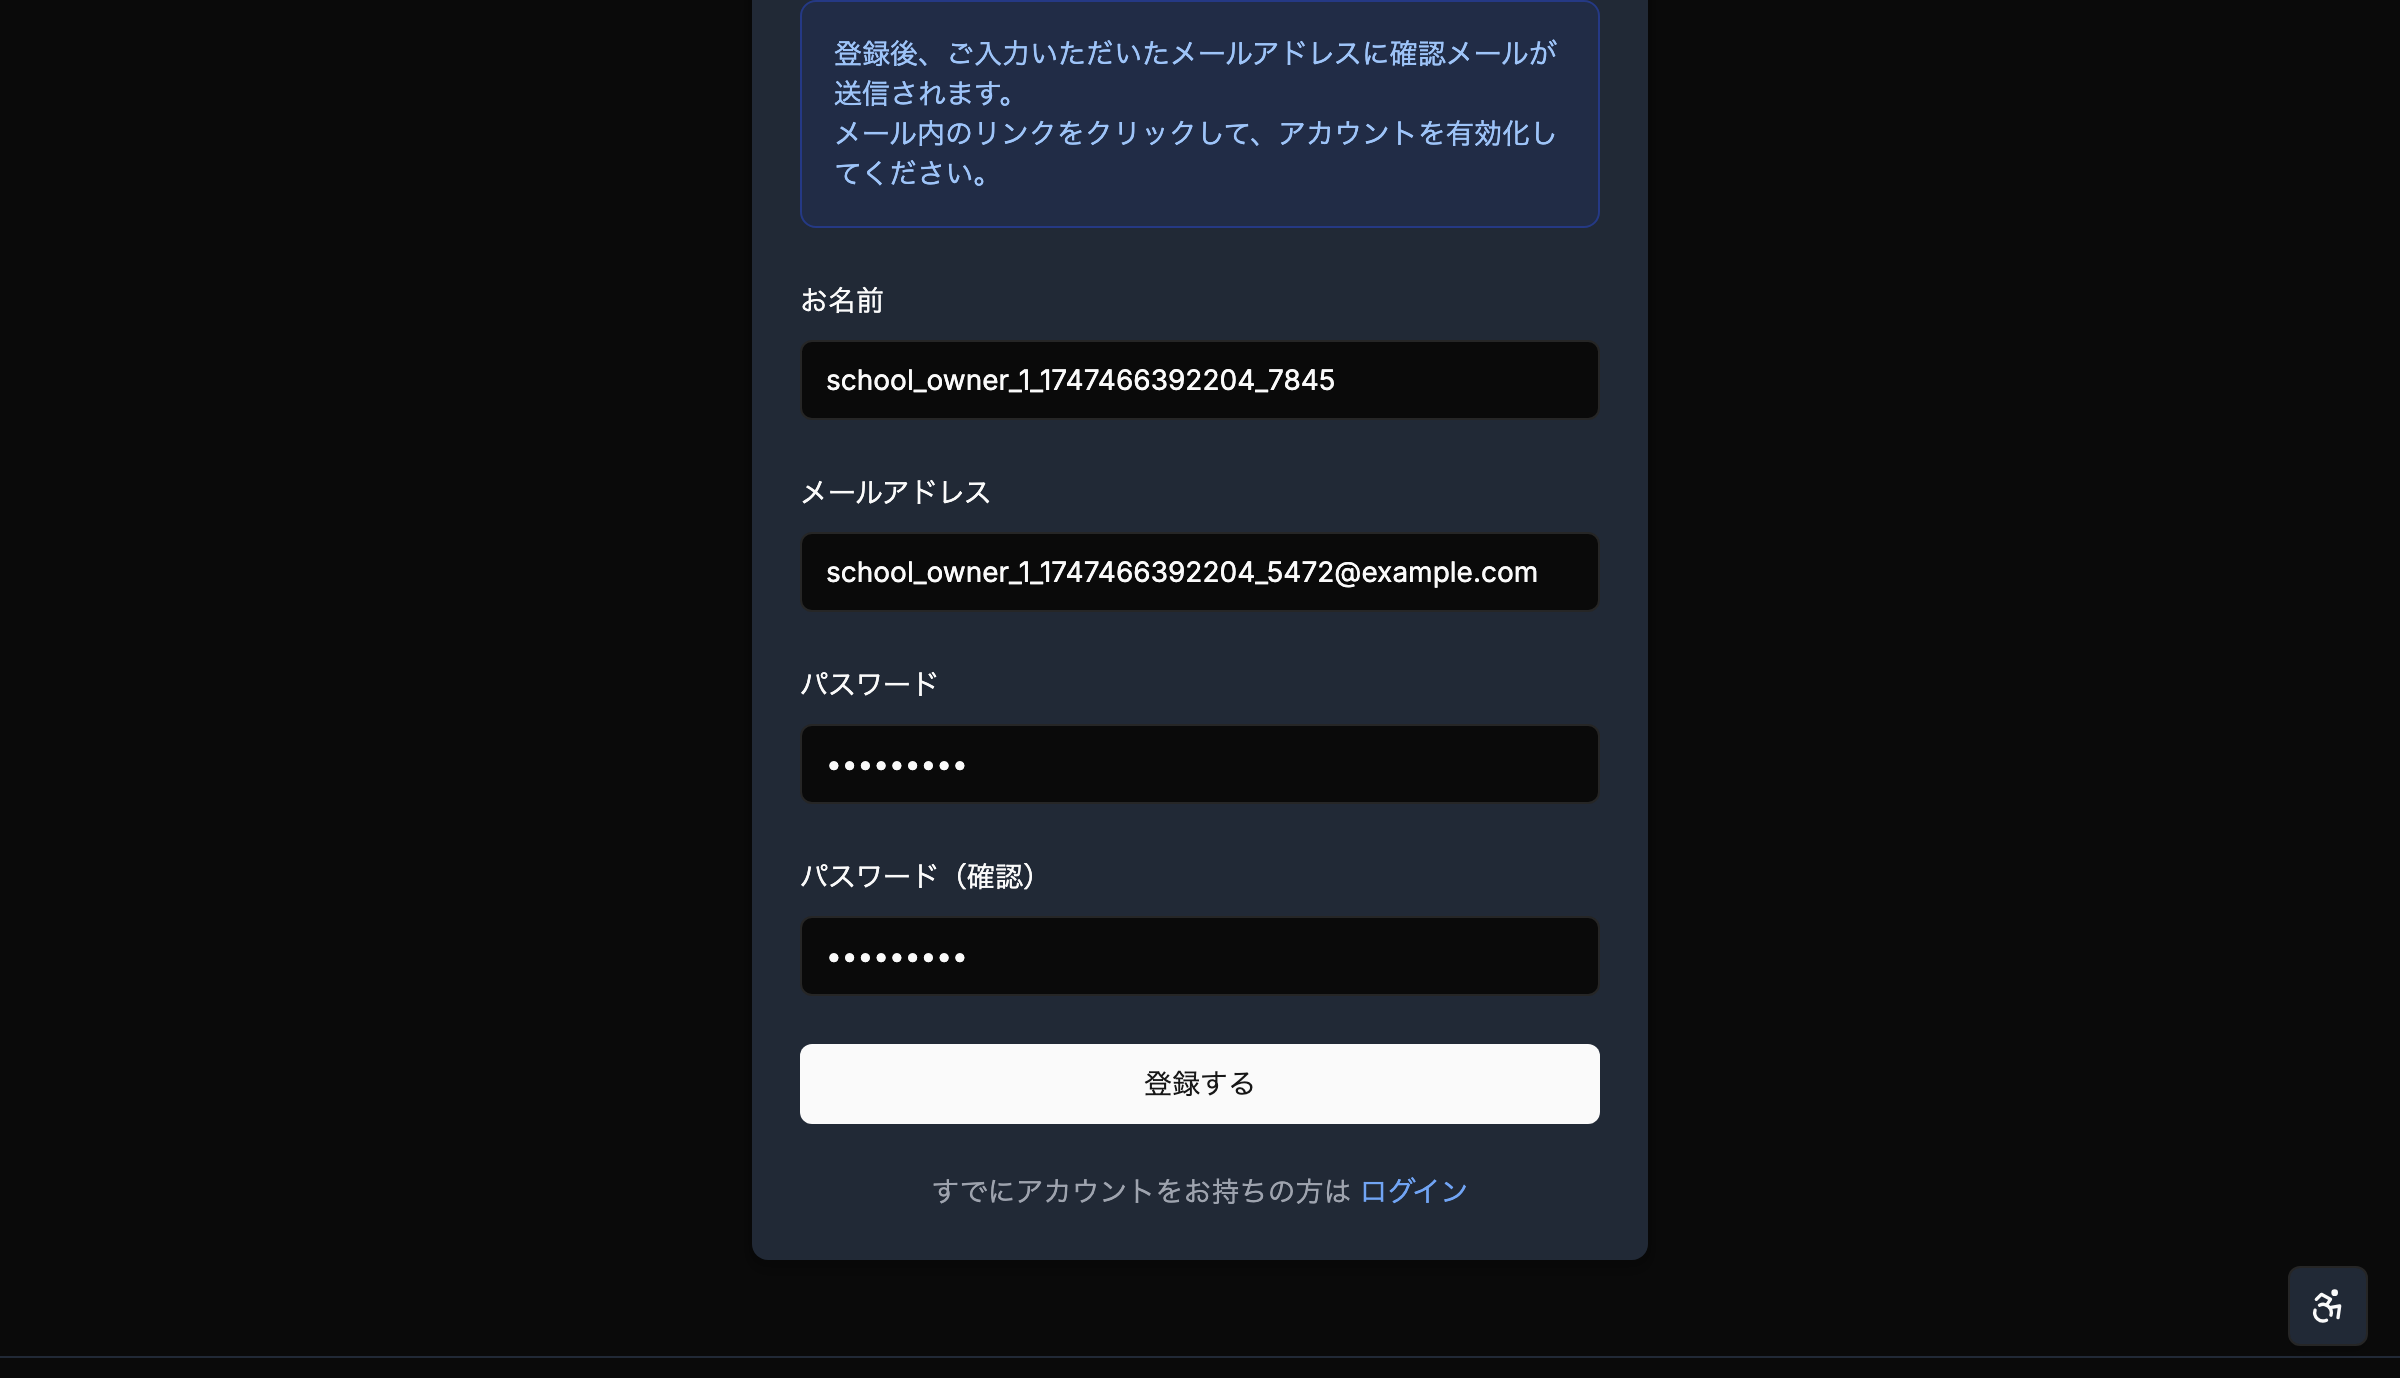 登録後、ご入力いただいたメールアドレスに確認メールが
送信されます。
メール内のリンクをクリックして、アカウントを有効化し
てください。
お名前
school_owner_1_1747466392204_7845
メールアドレス
school_owner_1_1747466392204_5472@example.com
パスワード
•••••••••
パスワード（確認）
•••••••••
登録する
すでにアカウントをお持ちの方は ログイン